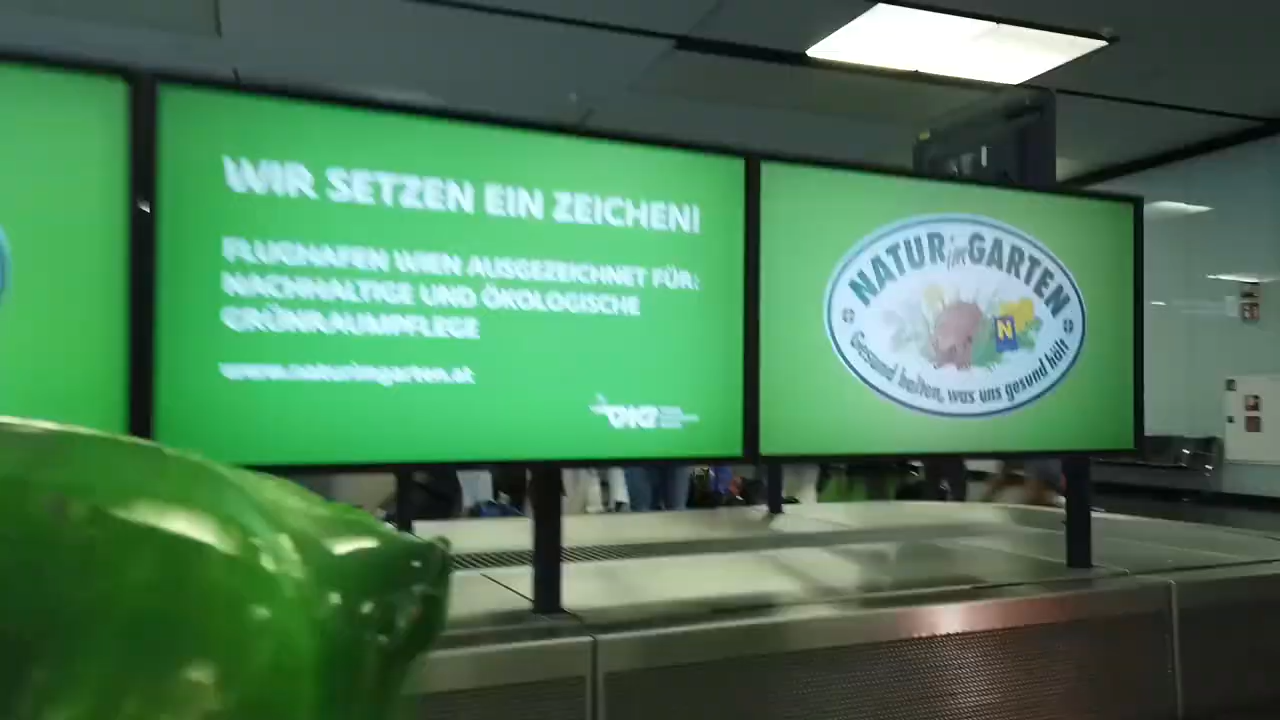 WIR SETZEN EIN ZEICHEN!
FLUGHAFEN WIEN AUSGEZEICHNET FÜR:
NACHHALTIGE UND ÖKOLOGISCHE
GRÜNRAUMPFLEGE
www.naturimgarten.at
NATUR im GARTEN
N
Gesund halten, was uns gesund hält